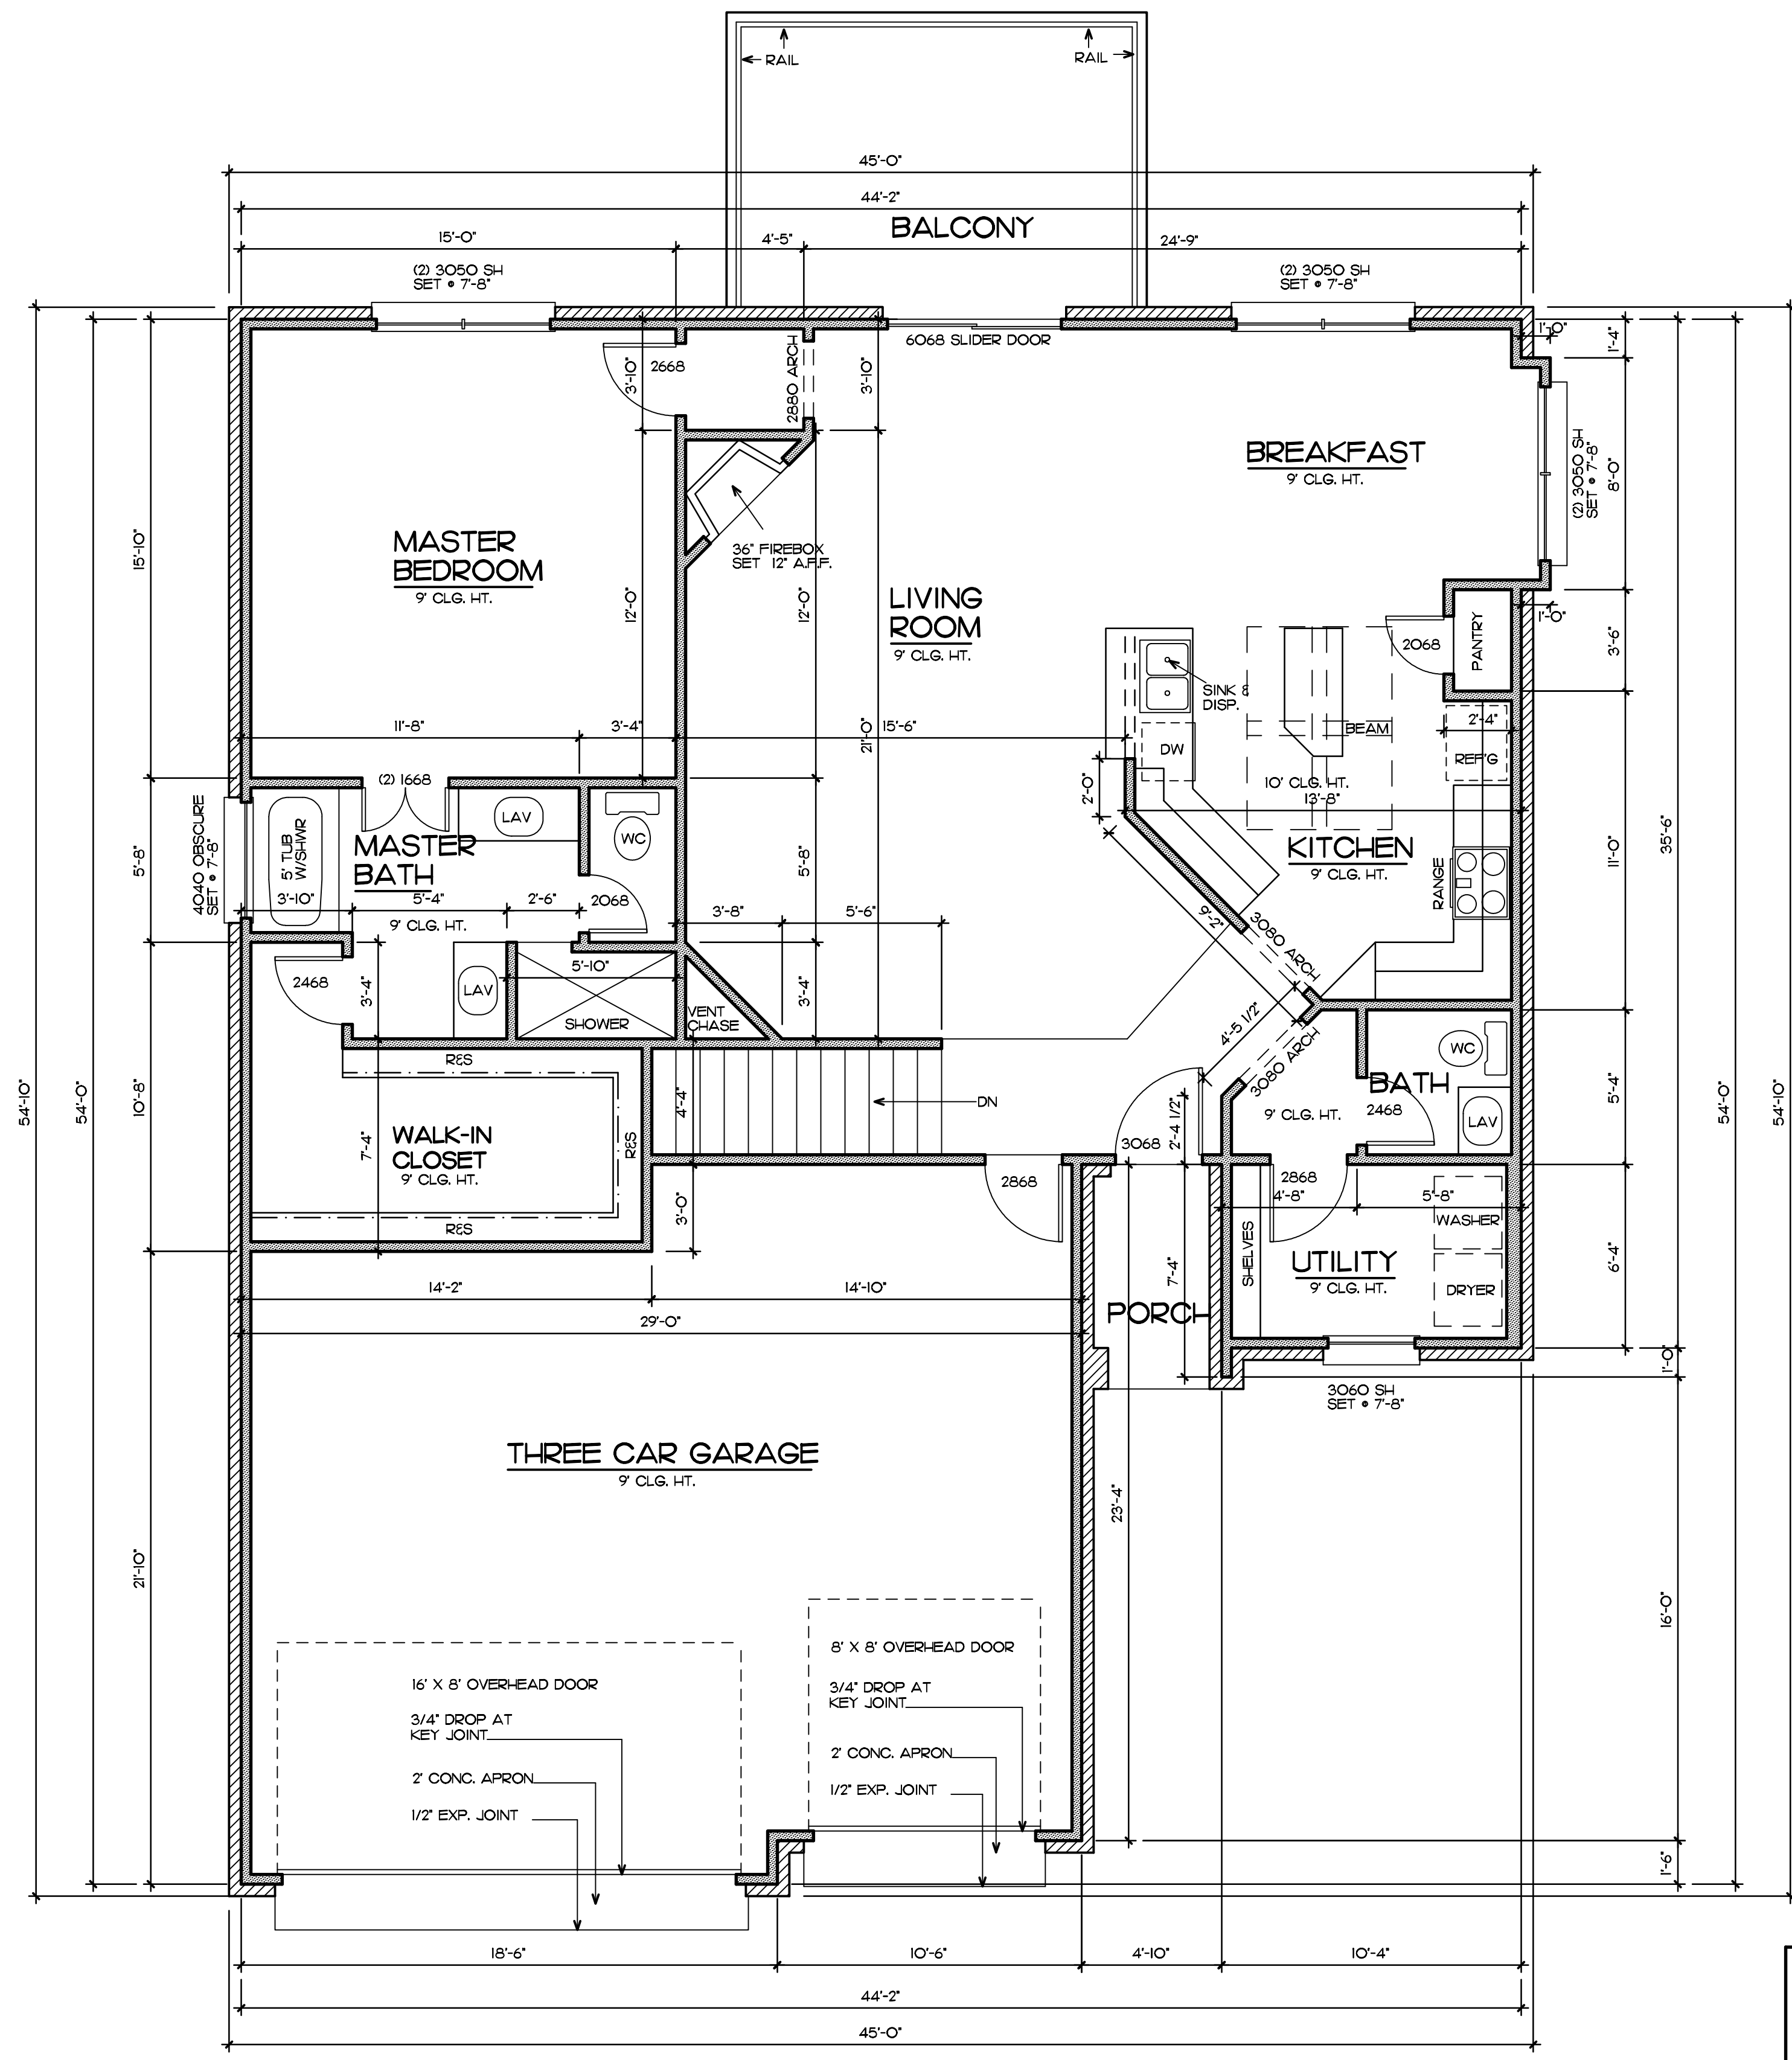 RAIL
RAIL
45'-0"
44'-2"
BALCONY
15'-0"
4'-5"
24'-9"
(2) 3050 SH
SET @ 7'-8"
(2) 3050 SH
SET @ 7'-8"
6068 SLIDER DOOR
1'-0"
1'-4"
2668
3'-10"
2880 ARCH
3'-10"
BREAKFAST
9' CLG. HT.
(2) 3050 SH
SET @ 7'-8"
8'-0"
15'-10"
MASTER
BEDROOM
9' CLG. HT.
36" FIREBOX
SET 12" A.F.F.
12'-0"
12'-0"
LIVING
ROOM
9' CLG. HT.
1'-0"
2068
PANTRY
3'-6"
SINK &
DISP.
11'-8"
3'-4"
21'-0"
15'-6"
DW
BEAM
2'-4"
REF'G
(2) 1668
2'-0"
10' CLG. HT.
13'-8"
4040 OBSCURE
SET @ 7'-8"
5'-8"
5' TUB
W/SHWR
LAV
WC
MASTER
BATH
KITCHEN
9' CLG. HT.
RANGE
11'-0"
35'-6"
5'-8"
3'-10"
5'-4"
2'-6"
2068
3'-8"
5'-6"
9'-2"
3080 ARCH
9' CLG. HT.
2468
3'-4"
LAV
5'-10"
SHOWER
VENT
CHASE
3'-4"
4'-5 1/2"
3080 ARCH
WC
BATH
9' CLG. HT.
2468
LAV
5'-4"
54'-10"
54'-0"
10'-8"
R&S
WALK-IN
CLOSET
9' CLG. HT.
7'-4"
R&S
R&S
4'-4"
DN
3068
2'-4 1/2"
54'-0"
54'-10"
2868
2868
4'-8"
5'-8"
3'-0"
SHELVES
WASHER
UTILITY
9' CLG. HT.
DRYER
6'-4"
7'-4"
PORCH
14'-2"
14'-10"
29'-0"
1'-0"
3060 SH
SET @ 7'-8"
THREE CAR GARAGE
9' CLG. HT.
23'-4"
21'-10"
16'-0"
8' X 8' OVERHEAD DOOR
3/4" DROP AT
KEY JOINT
2' CONC. APRON
1/2" EXP. JOINT
16' X 8' OVERHEAD DOOR
3/4" DROP AT
KEY JOINT
2' CONC. APRON
1/2" EXP. JOINT
1'-6"
18'-6"
10'-6"
4'-10"
10'-4"
44'-2"
45'-0"